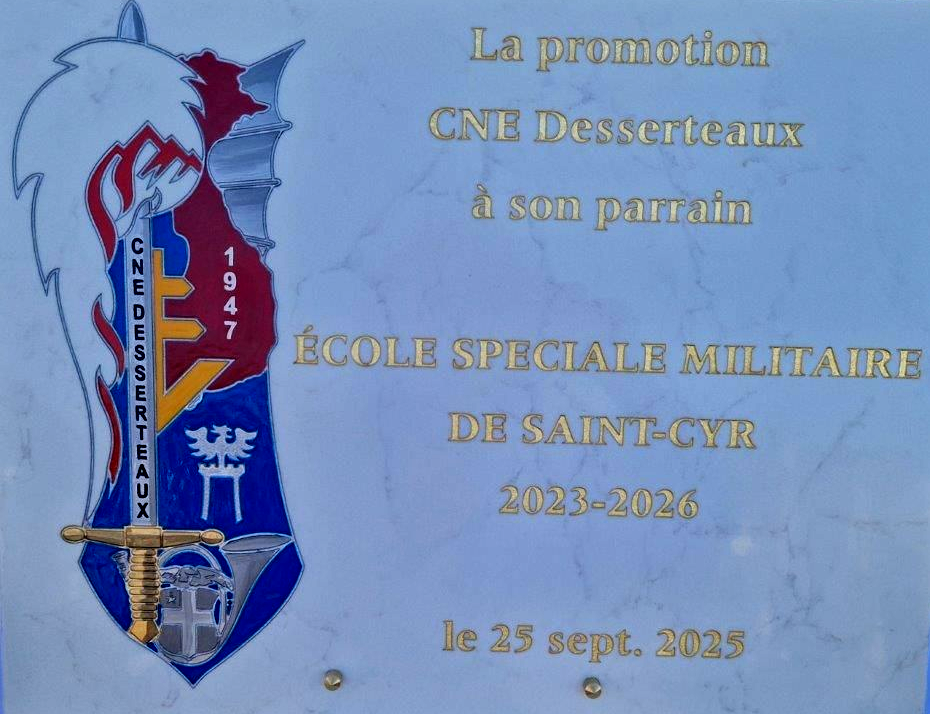 CNE DESSERTEAUX
1947
La promotion
CNE Desserteaux
à son parrain
ÉCOLE SPECIALE MILITAIRE
DE SAINT-CYR
2023-2026
le 25 sept. 2025